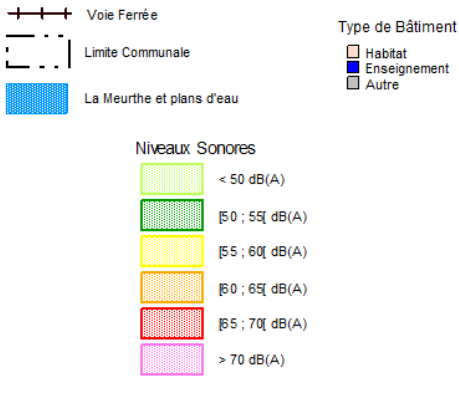 Voie Ferrée
Limite Communale
La Meurthe et plans d'eau
Type de Bâtiment
Habitat
Enseignement
Autre
Niveaux Sonores
< 50 dB(A)
[50 ; 55[ dB(A)
[55 ; 60[ dB(A)
[60 ; 65[ dB(A)
[65 ; 70[ dB(A)
> 70 dB(A)